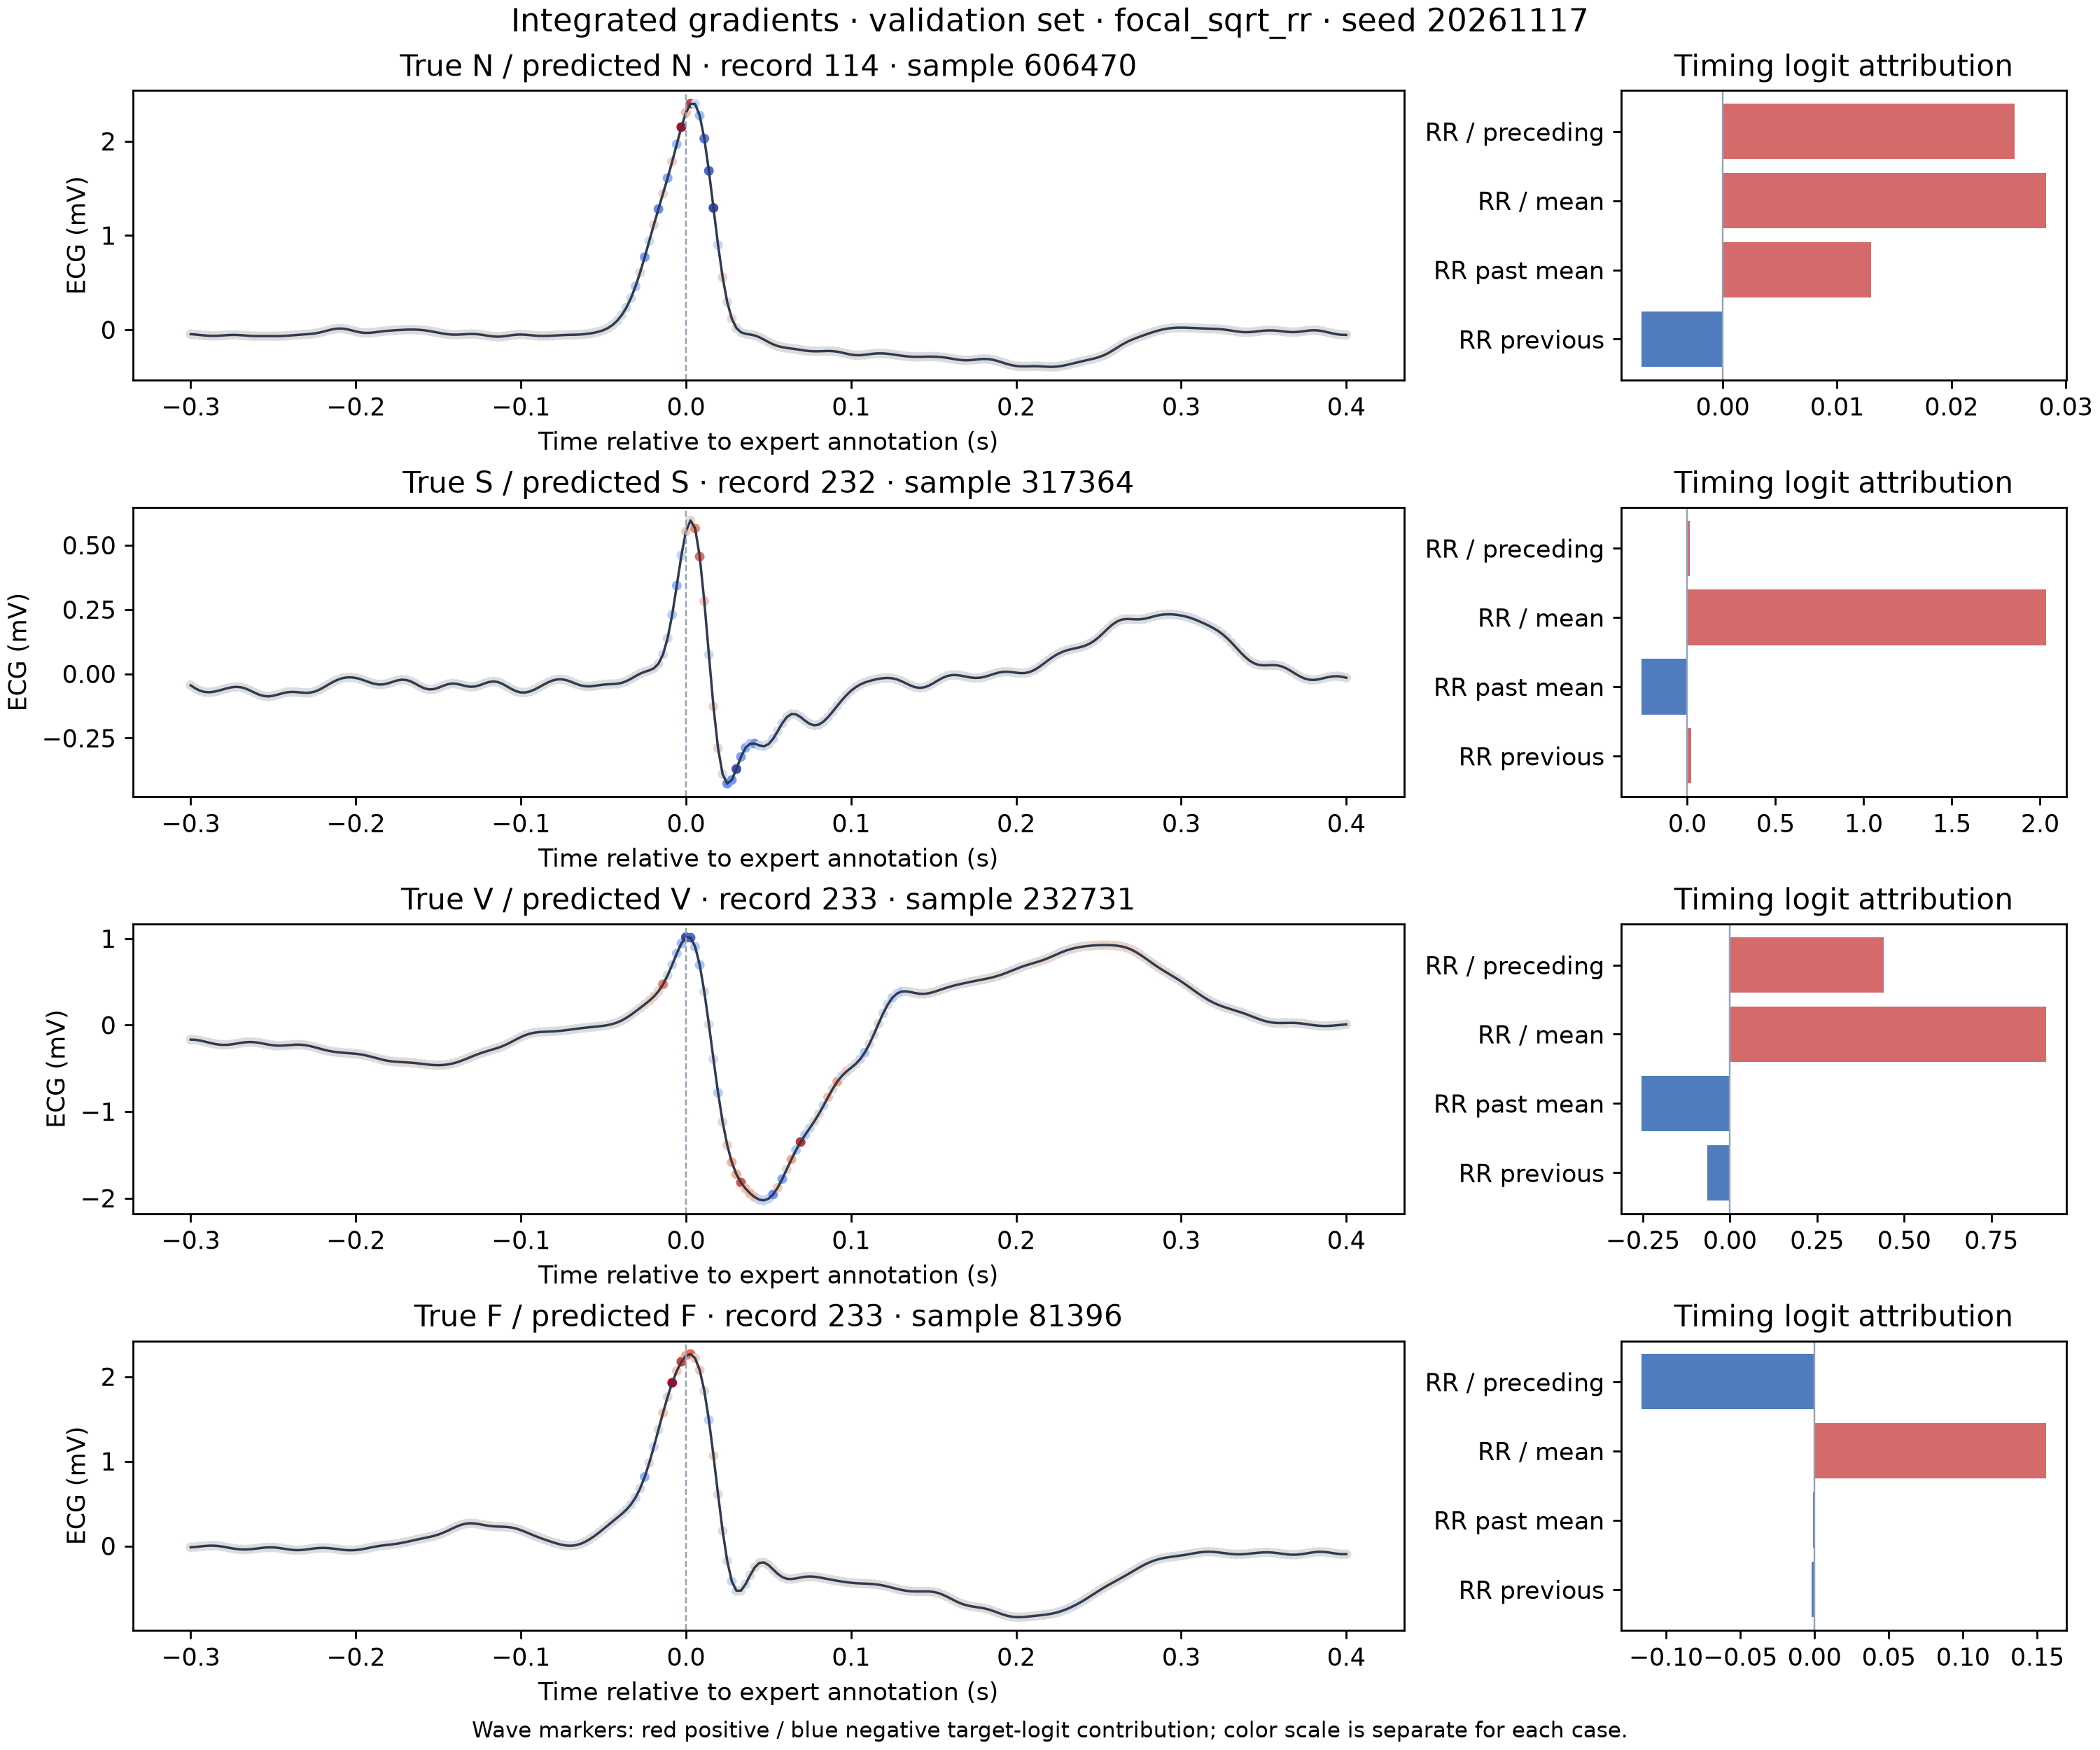 Integrated gradients · validation set · focal_sqrt_rr · seed 20261117
True N / predicted N · record 114 · sample 606470
ECG (mV)
2
1
0
−0.3 −0.2 −0.1 0.0 0.1 0.2 0.3 0.4
Time relative to expert annotation (s)
Timing logit attribution
RR / preceding
RR / mean
RR past mean
RR previous
0.00 0.01 0.02 0.03
True S / predicted S · record 232 · sample 317364
ECG (mV)
0.50
0.25
0.00
−0.25
−0.3 −0.2 −0.1 0.0 0.1 0.2 0.3 0.4
Time relative to expert annotation (s)
Timing logit attribution
RR / preceding
RR / mean
RR past mean
RR previous
0.0 0.5 1.0 1.5 2.0
True V / predicted V · record 233 · sample 232731
ECG (mV)
1
0
−1
−2
−0.3 −0.2 −0.1 0.0 0.1 0.2 0.3 0.4
Time relative to expert annotation (s)
Timing logit attribution
RR / preceding
RR / mean
RR past mean
RR previous
−0.25 0.00 0.25 0.50 0.75
True F / predicted F · record 233 · sample 81396
ECG (mV)
2
1
0
−0.3 −0.2 −0.1 0.0 0.1 0.2 0.3 0.4
Time relative to expert annotation (s)
Timing logit attribution
RR / preceding
RR / mean
RR past mean
RR previous
−0.10 −0.05 0.00 0.05 0.10 0.15
Wave markers: red positive / blue negative target-logit contribution; color scale is separate for each case.